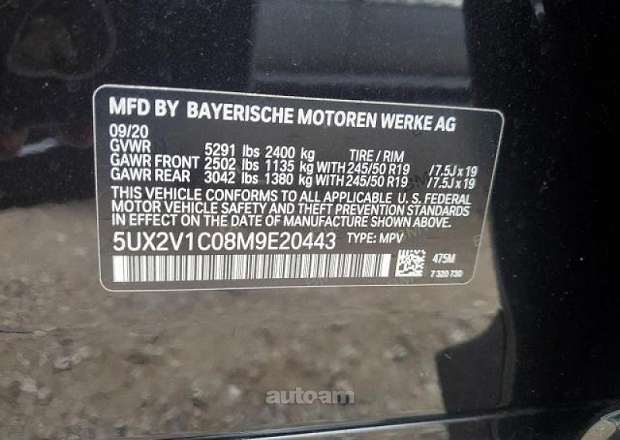 MFD BY BAYERISCHE MOTOREN WERKE AG
09/20
GVWR 5291 lbs 2400 kg TIRE / RIM
GAWR FRONT 2502 lbs 1135 kg WITH 245/50 R19 /7.5J x 19
GAWR REAR 3042 lbs 1380 kg WITH 245/50 R19 /7.5J x 19
THIS VEHICLE CONFORMS TO ALL APPLICABLE U. S. FEDERAL
MOTOR VEHICLE SAFETY AND THEFT PREVENTION STANDARDS
IN EFFECT ON THE DATE OF MANUFACTURE SHOWN ABOVE.
5UX2V1C08M9E20443 TYPE: MPV
475M
7 320 730
autoam